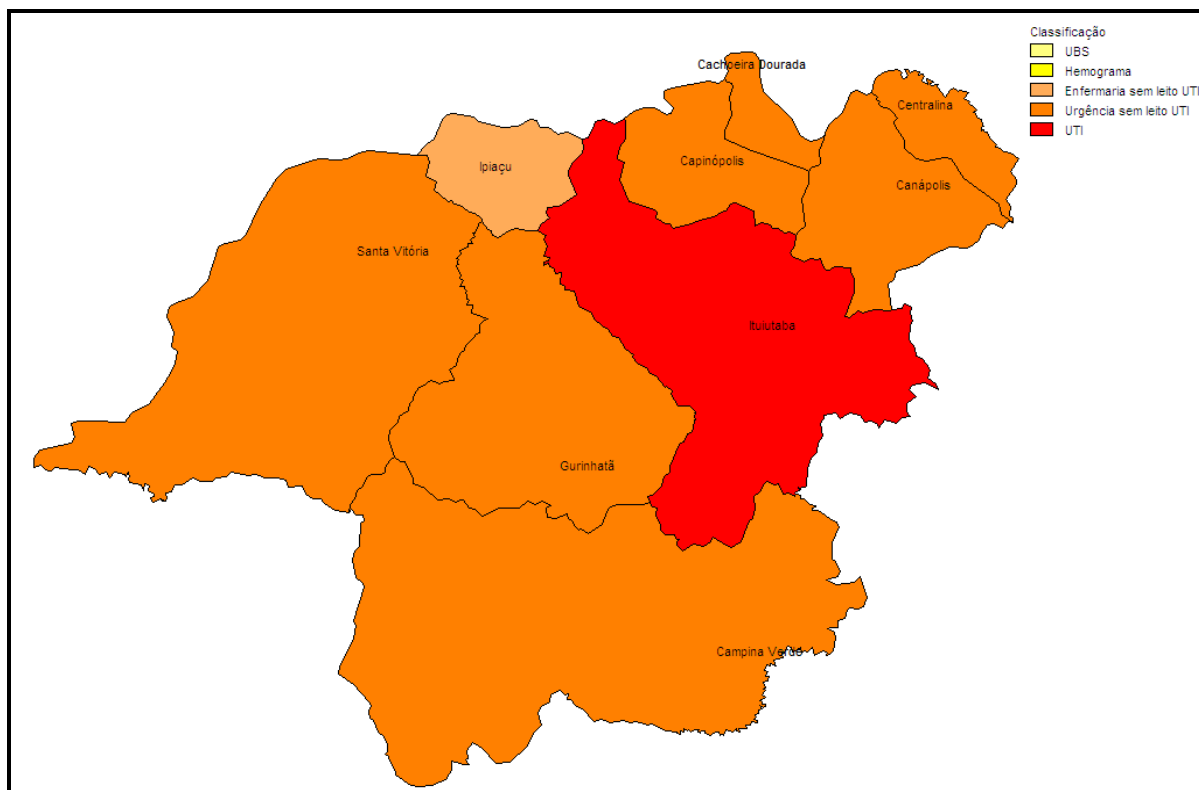 Classificação
UBS
Hemograma
Enfermaria sem leito UTI
Urgência sem leito UTI
UTI
Cachoeira Dourada
Centralina
Ipiaçu
Capinópolis
Canápolis
Santa Vitória
Ituiutaba
Gurinhatã
Campina Verde